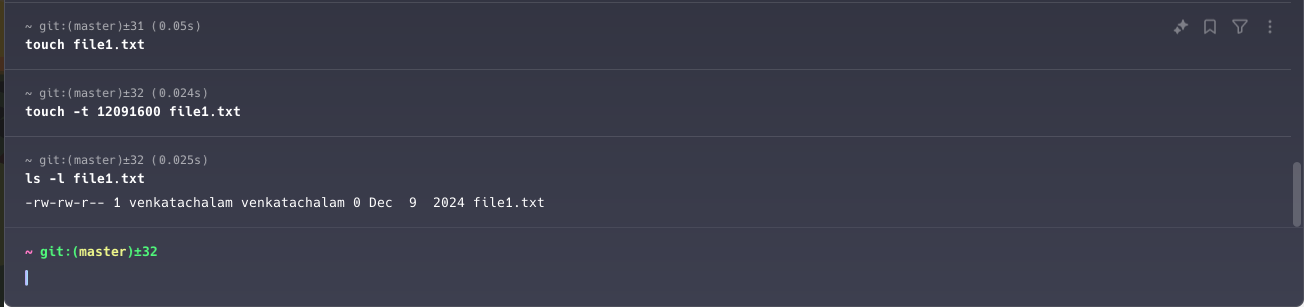 ~ git:(master)±31 (0.05s)
touch file1.txt
~ git:(master)±32 (0.024s)
touch -t 12091600 file1.txt
~ git:(master)±32 (0.025s)
ls -l file1.txt
-rw-rw-r-- 1 venkatachalam venkatachalam 0 Dec  9  2024 file1.txt
~ git:(master)±32